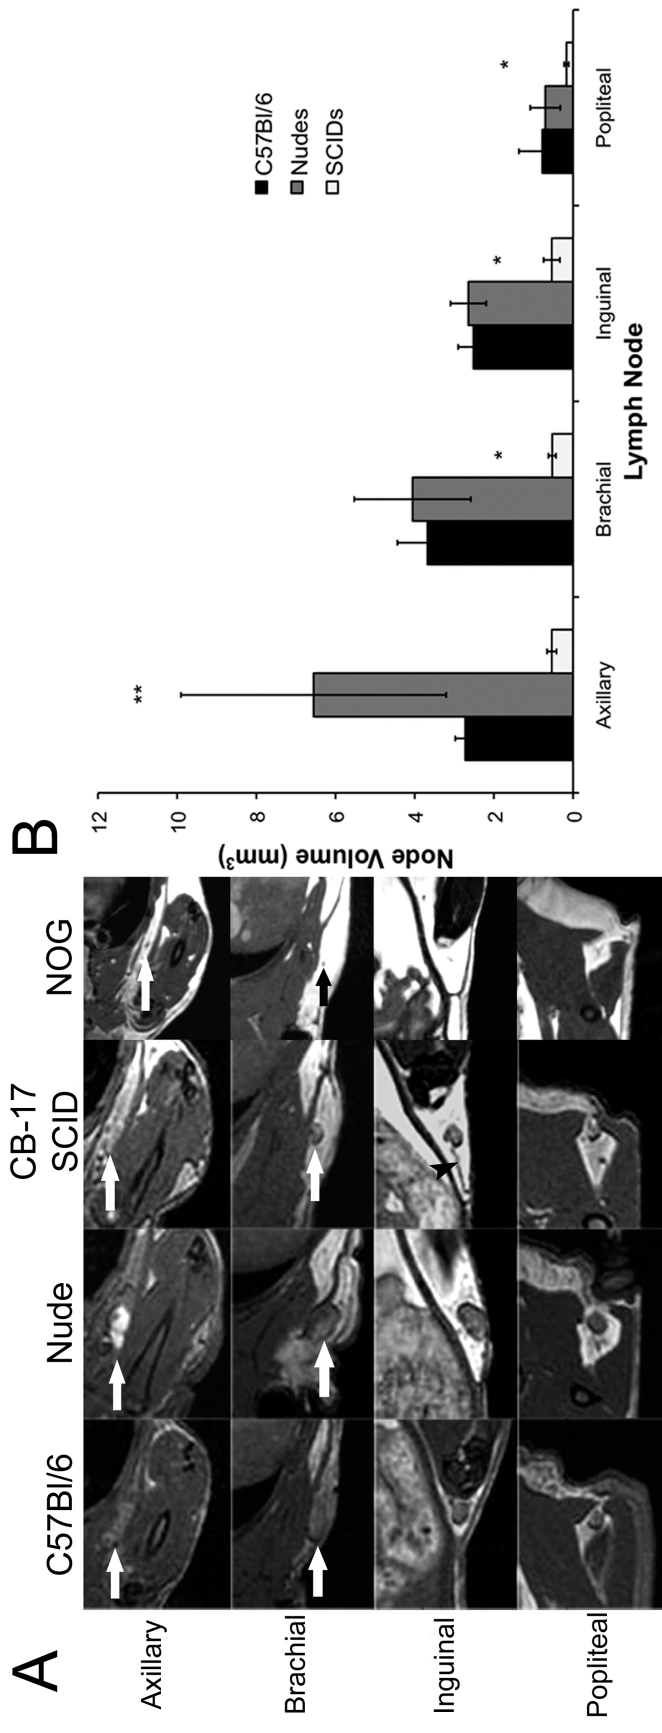 A
C57Bl/6
Nude
CB-17
SCID
NOG
Axillary
Brachial
Inguinal
Popliteal
B
Node Volume (mm³)
12
10
8
6
4
2
0
**
*
*
*
C57Bl/6
Nudes
SCIDs
Axillary
Brachial
Inguinal
Popliteal
Lymph Node